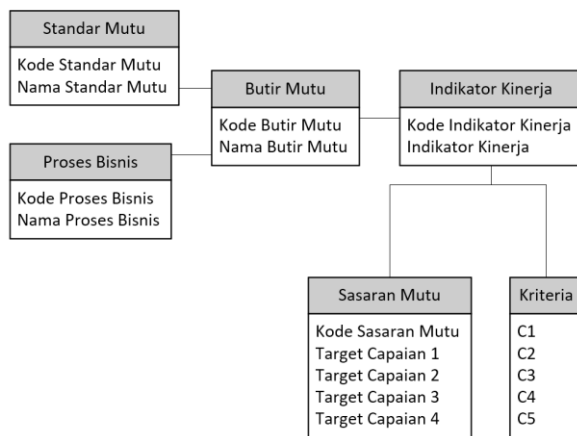 Standar Mutu
Kode Standar Mutu
Nama Standar Mutu
Proses Bisnis
Kode Proses Bisnis
Nama Proses Bisnis
Butir Mutu
Kode Butir Mutu
Nama Butir Mutu
Indikator Kinerja
Kode Indikator Kinerja
Indikator Kinerja
Sasaran Mutu
Kode Sasaran Mutu
Target Capaian 1
Target Capaian 2
Target Capaian 3
Target Capaian 4
Kriteria
C1
C2
C3
C4
C5